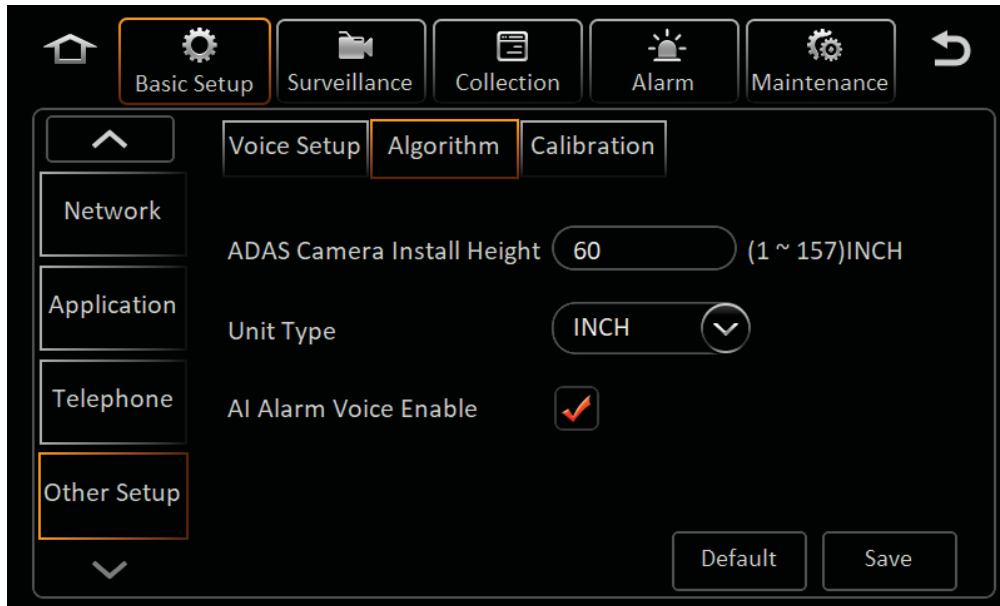 Basic Setup
Surveillance
Collection
Alarm
Maintenance
Voice Setup
Algorithm
Calibration
Network
ADAS Camera Install Height 60 (1 ~ 157)INCH
Application
Unit Type INCH
Telephone
AI Alarm Voice Enable
Other Setup
Default
Save